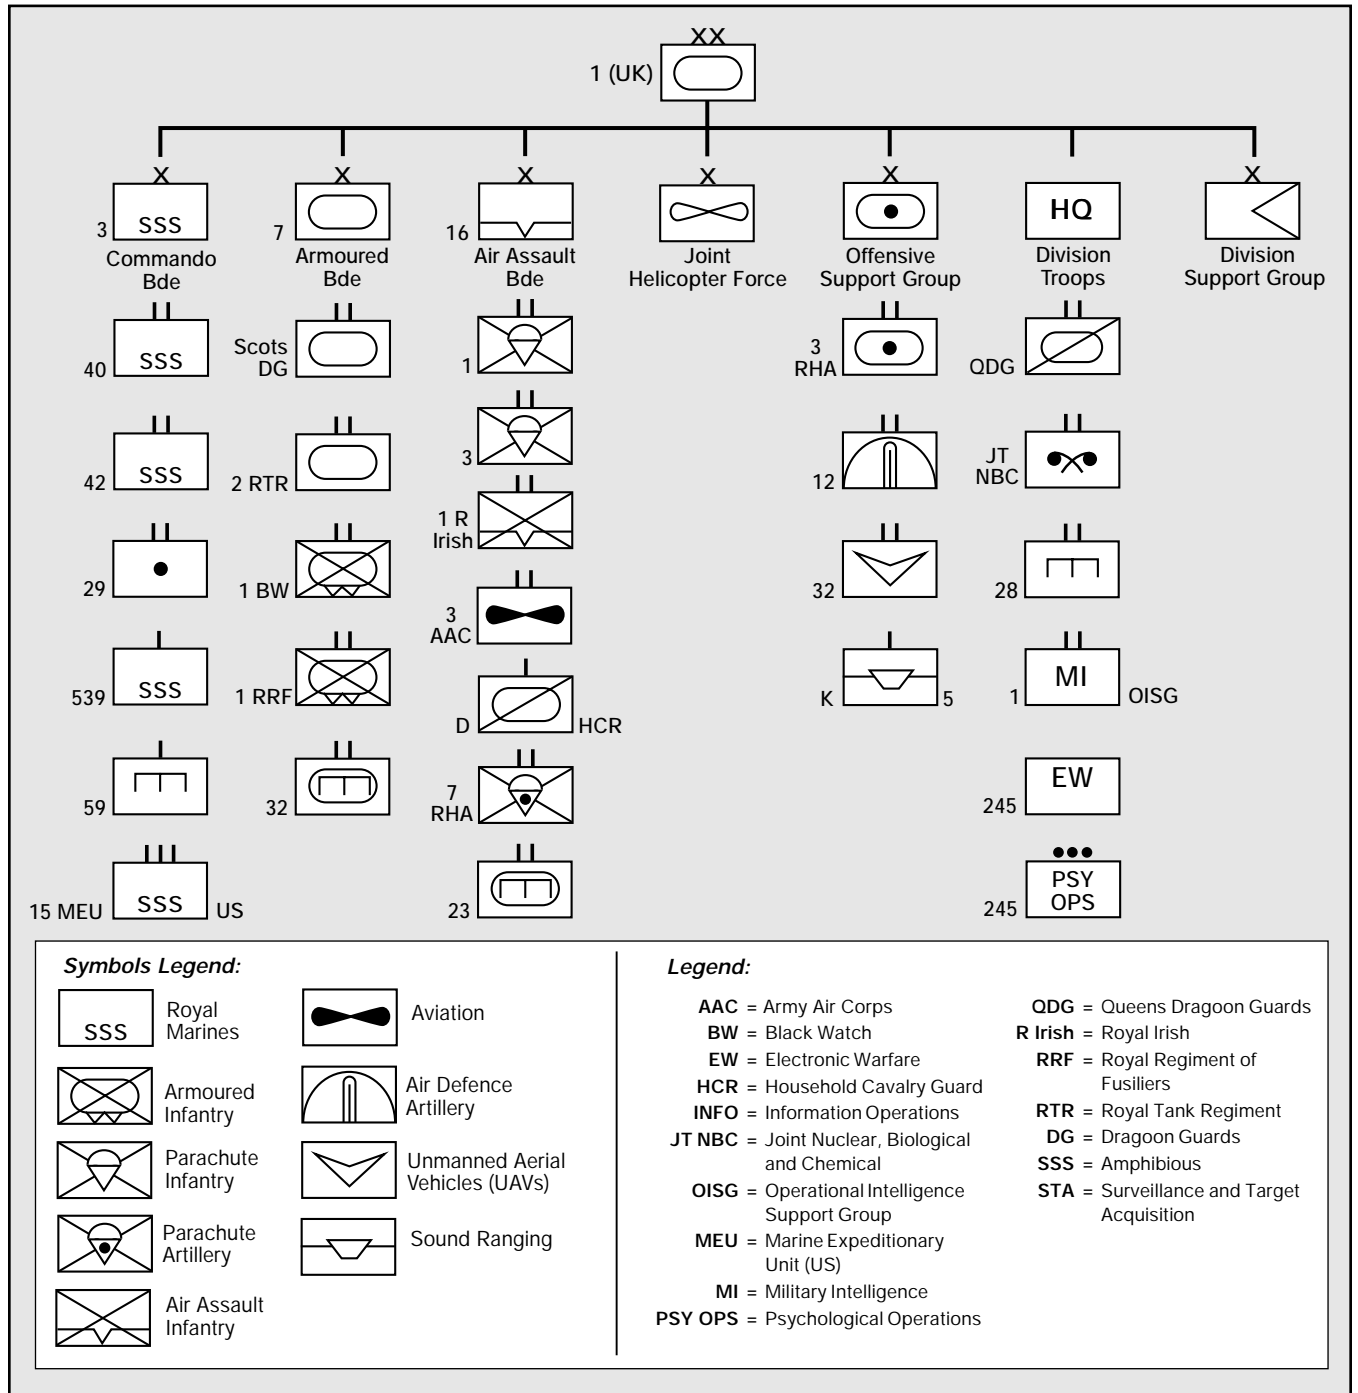 XX
1 (UK)
X X X X X X
3 SSS 7 16 HQ
Commando
Bde
Armoured
Bde
Air Assault
Bde
Joint
Helicopter Force
Offensive
Support Group
Division
Troops
Division
Support Group
40 SSS
42 SSS
29
539 SSS
59
15 MEU SSS US
Scots
DG
2 RTR
1 BW
1 RRF
32
1
3
1 R
Irish
3
AAC
D HCR
7
RHA
23
3
RHA
12
32
K 5
QDG
JT
NBC
28
1 MI OISG
245 EW
245 PSY
OPS
Symbols Legend:
SSS Royal
Marines
Armoured
Infantry
Parachute
Infantry
Parachute
Artillery
Air Assault
Infantry
Aviation
Air Defence
Artillery
Unmanned Aerial
Vehicles (UAVs)
Sound Ranging
Legend:
AAC = Army Air Corps
BW = Black Watch
EW = Electronic Warfare
HCR = Household Cavalry Guard
INFO = Information Operations
JT NBC = Joint Nuclear, Biological
and Chemical
OISG = Operational Intelligence
Support Group
MEU = Marine Expeditionary
Unit (US)
MI = Military Intelligence
PSY OPS = Psychological Operations
QDG = Queens Dragoon Guards
R Irish = Royal Irish
RRF = Royal Regiment of
Fusiliers
RTR = Royal Tank Regiment
DG = Dragoon Guards
SSS = Amphibious
STA = Surveillance and Target
Acquisition